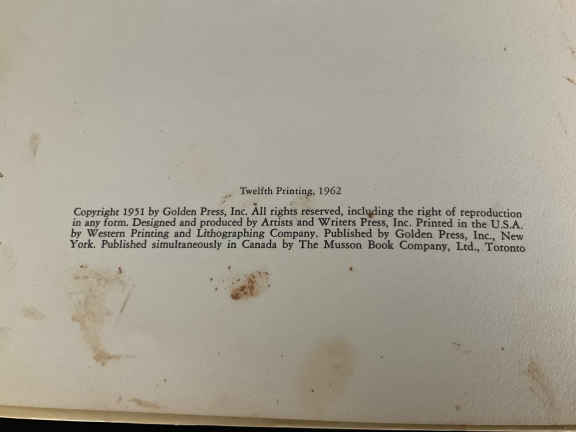 Twelfth Printing, 1962
Copyright 1951 by Golden Press, Inc. All rights reserved, including the right of reproduction
in any form. Designed and produced by Artists and Writers Press, Inc. Printed in the U.S.A.
by Western Printing and Lithographing Company. Published by Golden Press, Inc., New
York. Published simultaneously in Canada by The Musson Book Company, Ltd., Toronto